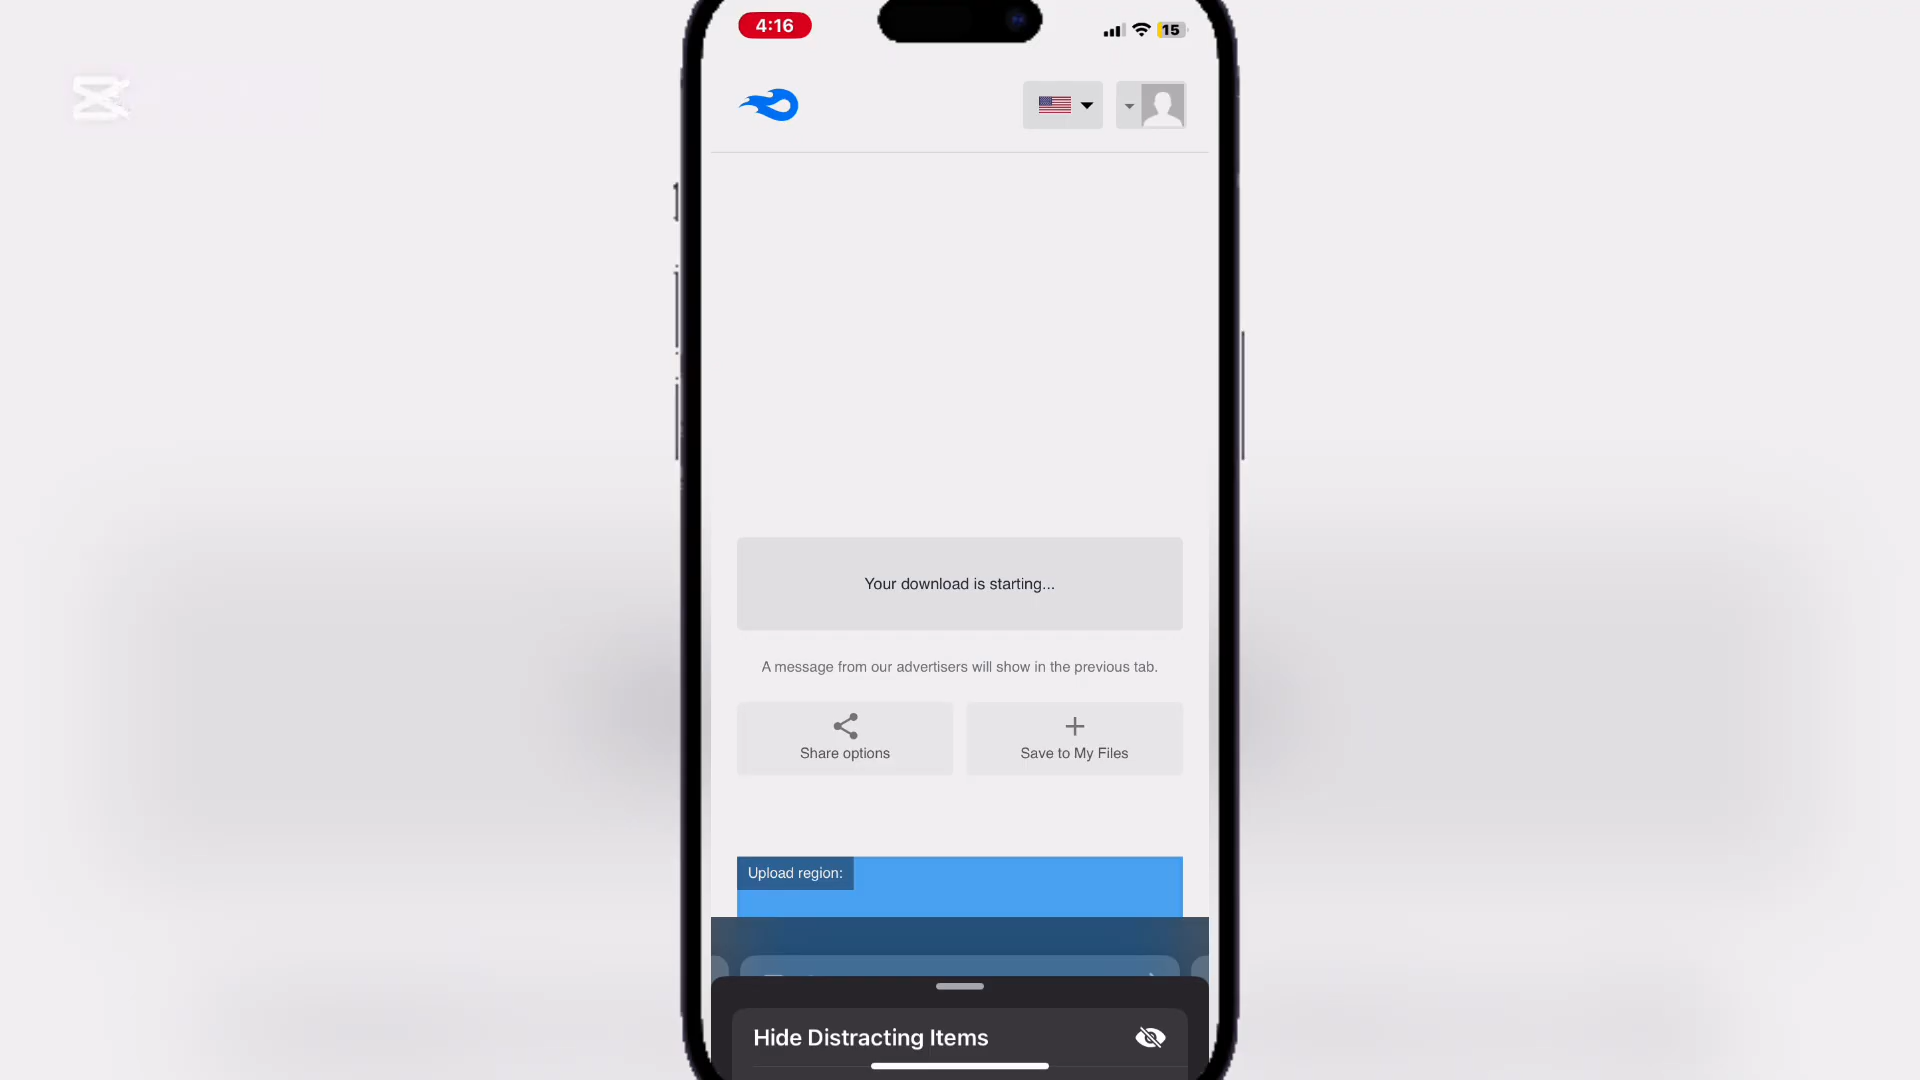 4:16
15
Your download is starting...
A message from our advertisers will show in the previous tab.
Share options
Save to My Files
Upload region:
Hide Distracting Items